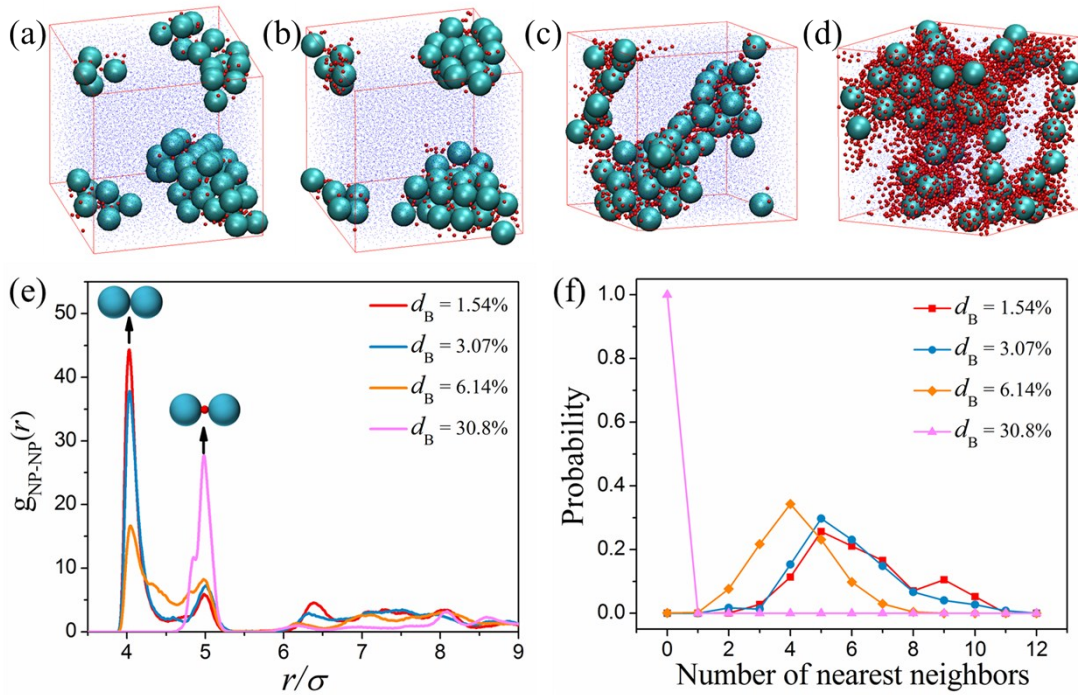 (a)
(b)
(c)
(d)
(e)
50
40
30
20
10
0
g_NP-NP(r)
4
5
6
7
8
9
r/σ
d_B = 1.54%
d_B = 3.07%
d_B = 6.14%
d_B = 30.8%
(f)
1.0
0.8
0.6
0.4
0.2
0.0
Probability
0
2
4
6
8
10
12
Number of nearest neighbors
d_B = 1.54%
d_B = 3.07%
d_B = 6.14%
d_B = 30.8%